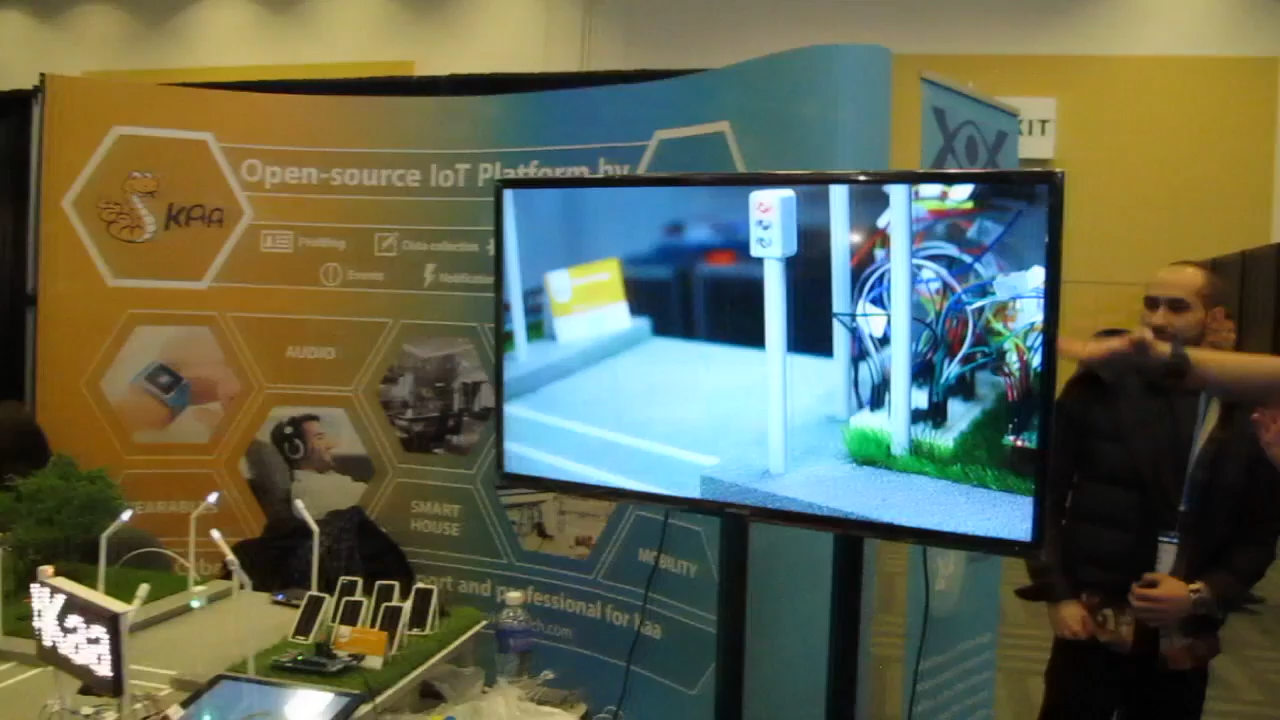 Open-source IoT Platform by
KAA
KIT
Profiling
Data collection
Events
Notification
AUDIO
WEARABLES
SMART
HOUSE
MOBILITY
port and professional for Kaa
ch.com
Kaa